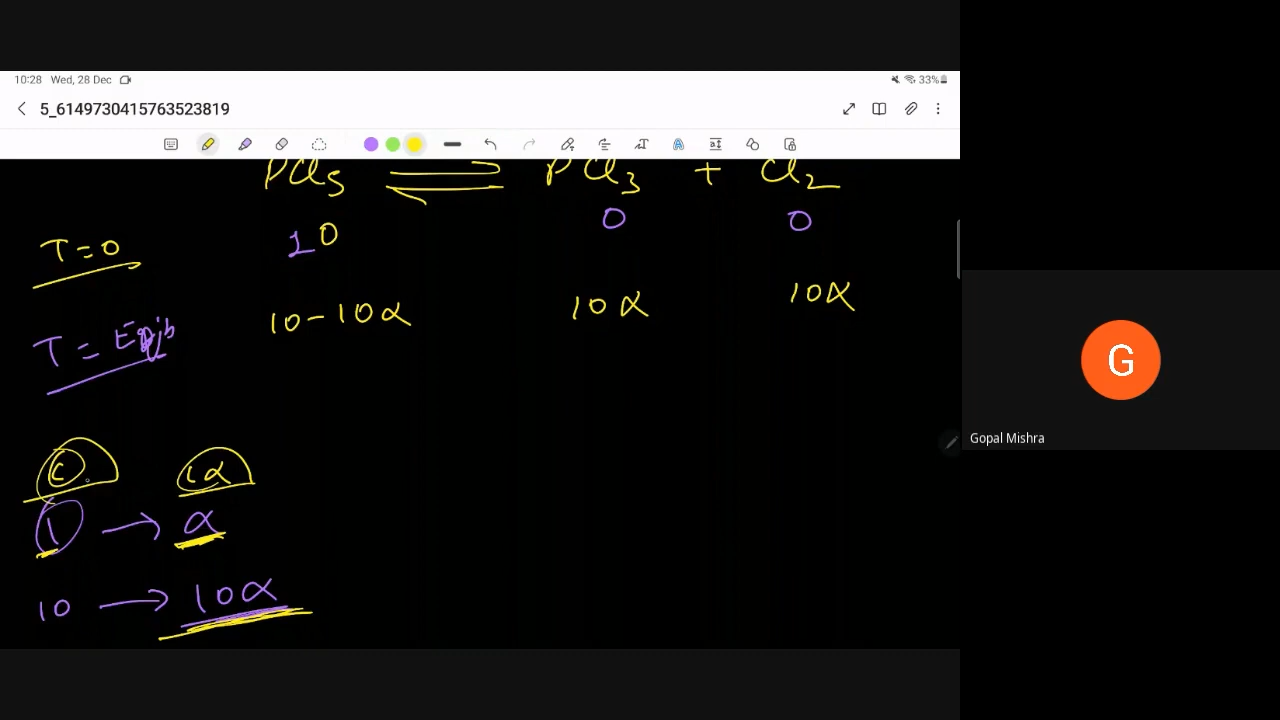 10:28 Wed, 28 Dec 33%
5_6149730415763523819
PCl5 ⇌ PCl3 + Cl2
T=0 10 0 0
T = Eqib 10-10α 10α 10α
C Cα
1 → α
10 → 10α
G
Gopal Mishra